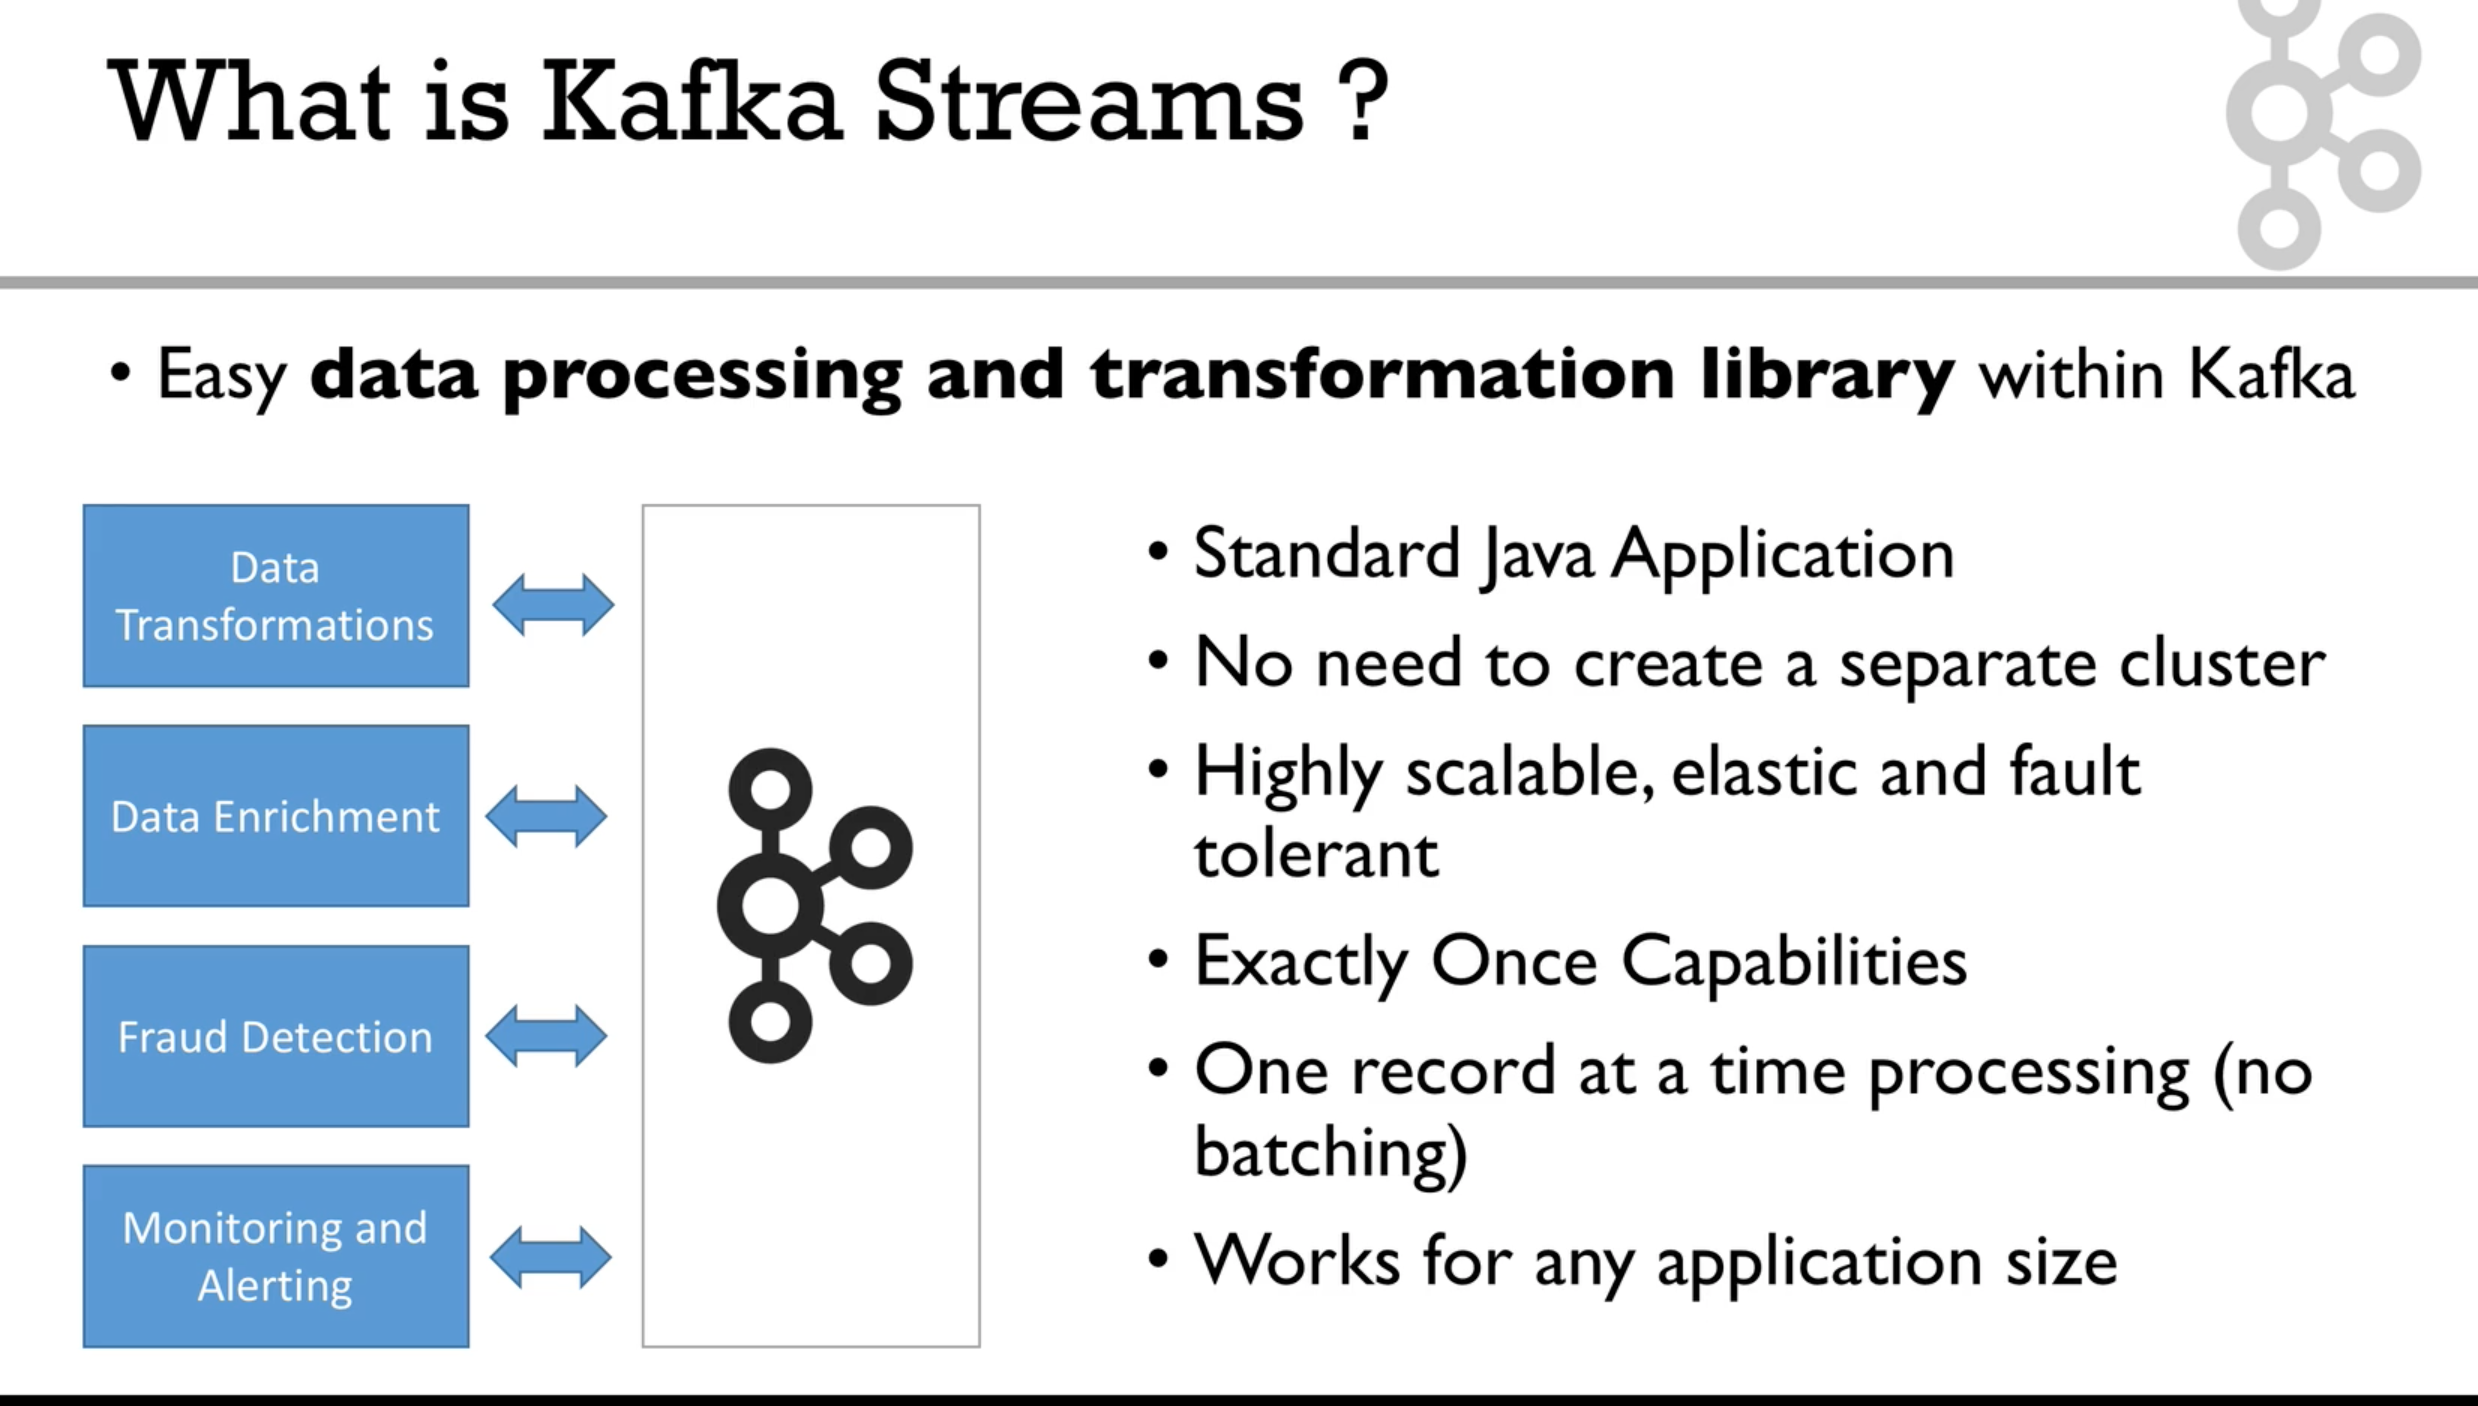 What is Kafka Streams ?
• Easy data processing and transformation library within Kafka
Data
Transformations
Data Enrichment
Fraud Detection
Monitoring and
Alerting
• Standard Java Application
• No need to create a separate cluster
• Highly scalable, elastic and fault
tolerant
• Exactly Once Capabilities
• One record at a time processing (no
batching)
• Works for any application size